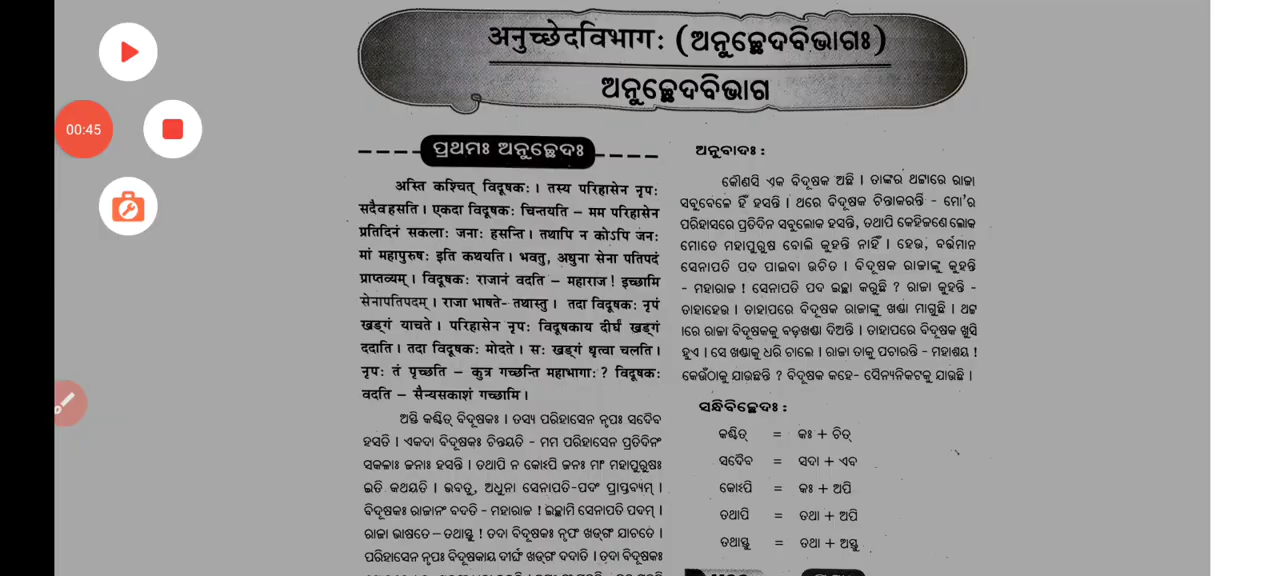 00:45
अनुच्छेदविभागः (ଅନୁଚ୍ଛେଦବିଭାଗଃ)
ଅନୁଚ୍ଛେଦବିଭାଗ
ପ୍ରଥମଃ ଅନୁଚ୍ଛେଦଃ
अस्ति कश्चित् विदूषकः। तस्य परिहासेन नृपः
सदैवहसति। एकदा विदूषकः चिन्तयति – मम परिहासेन
प्रतिदिनं सकलाः जनाः हसन्ति। तथापि न कोऽपि जनः
मां महापुरुषः इति कथयति। भवतु, अधुना सेना पतिपदं
प्राप्तव्यम्। विदूषकः राजानं वदति – महाराज! इच्छामि
सेनापतिपदम्। राजा भाषते- तथास्तु। तदा विदूषकः नृपं
खड्गं याचते। परिहासेन नृपः विदूषकाय दीर्घं खड्गं
ददाति। तदा विदूषकः मोदते। सः खड्गं धृत्वा चलति।
नृपः तं पृच्छति – कुत्र गच्छन्ति महाभागाः? विदूषकः
वदति – सैन्यसकाशं गच्छामि।
ଅସ୍ତି କଶ୍ଚିତ୍ ବିଦୂଷକଃ। ତସ୍ୟ ପରିହାସେନ ନୃପଃ ସଦୈବ
ହସତି। ଏକଦା ବିଦୂଷକଃ ଚିନ୍ତୟତି - ମମ ପରିହାସେନ ପ୍ରତିଦିନଂ
ସକଳାଃ ଜନାଃ ହସନ୍ତି। ତଥାପି ନ କୋଽପି ଜନଃ ମାଂ ମହାପୁରୁଷଃ
ଇତି କଥୟତି। ଭବତୁ, ଅଧୁନା ସେନାପତି-ପଦଂ ପ୍ରାପ୍ତବ୍ୟମ୍।
ବିଦୂଷକଃ ରାଜାନଂ ବଦତି - ମହାରାଜ! ଇଚ୍ଛାମି ସେନାପତି ପଦମ୍।
ରାଜା ଭାଷତେ– ତଥାସ୍ତୁ! ତଦା ବିଦୂଷକଃ ନୃପଂ ଖଡ୍ଗଂ ଯାଚତେ।
ପରିହାସେନ ନୃପଃ ବିଦୂଷକାୟ ଦୀର୍ଘଂ ଖଡ୍ଗଂ ଦଦାତି। ତଦା ବିଦୂଷକଃ
ଅନୁବାଦଃ :
କୌଣସି ଏକ ବିଦୂଷକ ଅଛି। ତାଙ୍କର ଥଟ୍ଟାରେ ରାଜା
ସବୁବେଳେ ହିଁ ହସନ୍ତି। ଥରେ ବିଦୂଷକ ଚିନ୍ତାକରନ୍ତି - ମୋ'ର
ପରିହାସରେ ପ୍ରତିଦିନ ସବୁଲୋକ ହସନ୍ତି, ତଥାପି କେହିଜଣେ ଲୋକ
ମୋତେ ମହାପୁରୁଷ ବୋଲି କୁହନ୍ତି ନାହିଁ। ହେଉ, ବର୍ତ୍ତମାନ
ସେନାପତି ପଦ ପାଇବା ଉଚିତ। ବିଦୂଷକ ରାଜାଙ୍କୁ କୁହନ୍ତି
- ମହାରାଜ! ସେନାପତି ପଦ ଇଚ୍ଛା କରୁଛି? ରାଜା କୁହନ୍ତି -
ତାହାହେଉ। ତାହାପରେ ବିଦୂଷକ ରାଜାଙ୍କୁ ଖଣ୍ଡା ମାଗୁଛି। ଥଟ୍ଟ
ାରେ ରାଜା ବିଦୂଷକକୁ ବଡ଼ଖଣ୍ଡା ଦିଅନ୍ତି। ତାହାପରେ ବିଦୂଷକ ଖୁସି
ହୁଏ। ସେ ଖଣ୍ଡାକୁ ଧରି ଚାଲେ। ରାଜା ତାକୁ ପଚାରନ୍ତି - ମହାଶୟ!
କେଉଁଠାକୁ ଯାଉଛନ୍ତି? ବିଦୂଷକ କହେ- ସୈନ୍ୟନିକଟକୁ ଯାଉଛି।
ସନ୍ଧିବିଚ୍ଛେଦଃ :
କଶ୍ଚିତ୍ = କଃ + ଚିତ୍
ସଦୈବ = ସଦା + ଏବ
କୋଽପି = କଃ + ଅପି
ତଥାପି = ତଥା + ଅପି
ତଥାସ୍ତୁ = ତଥା + ଅସ୍ତୁ